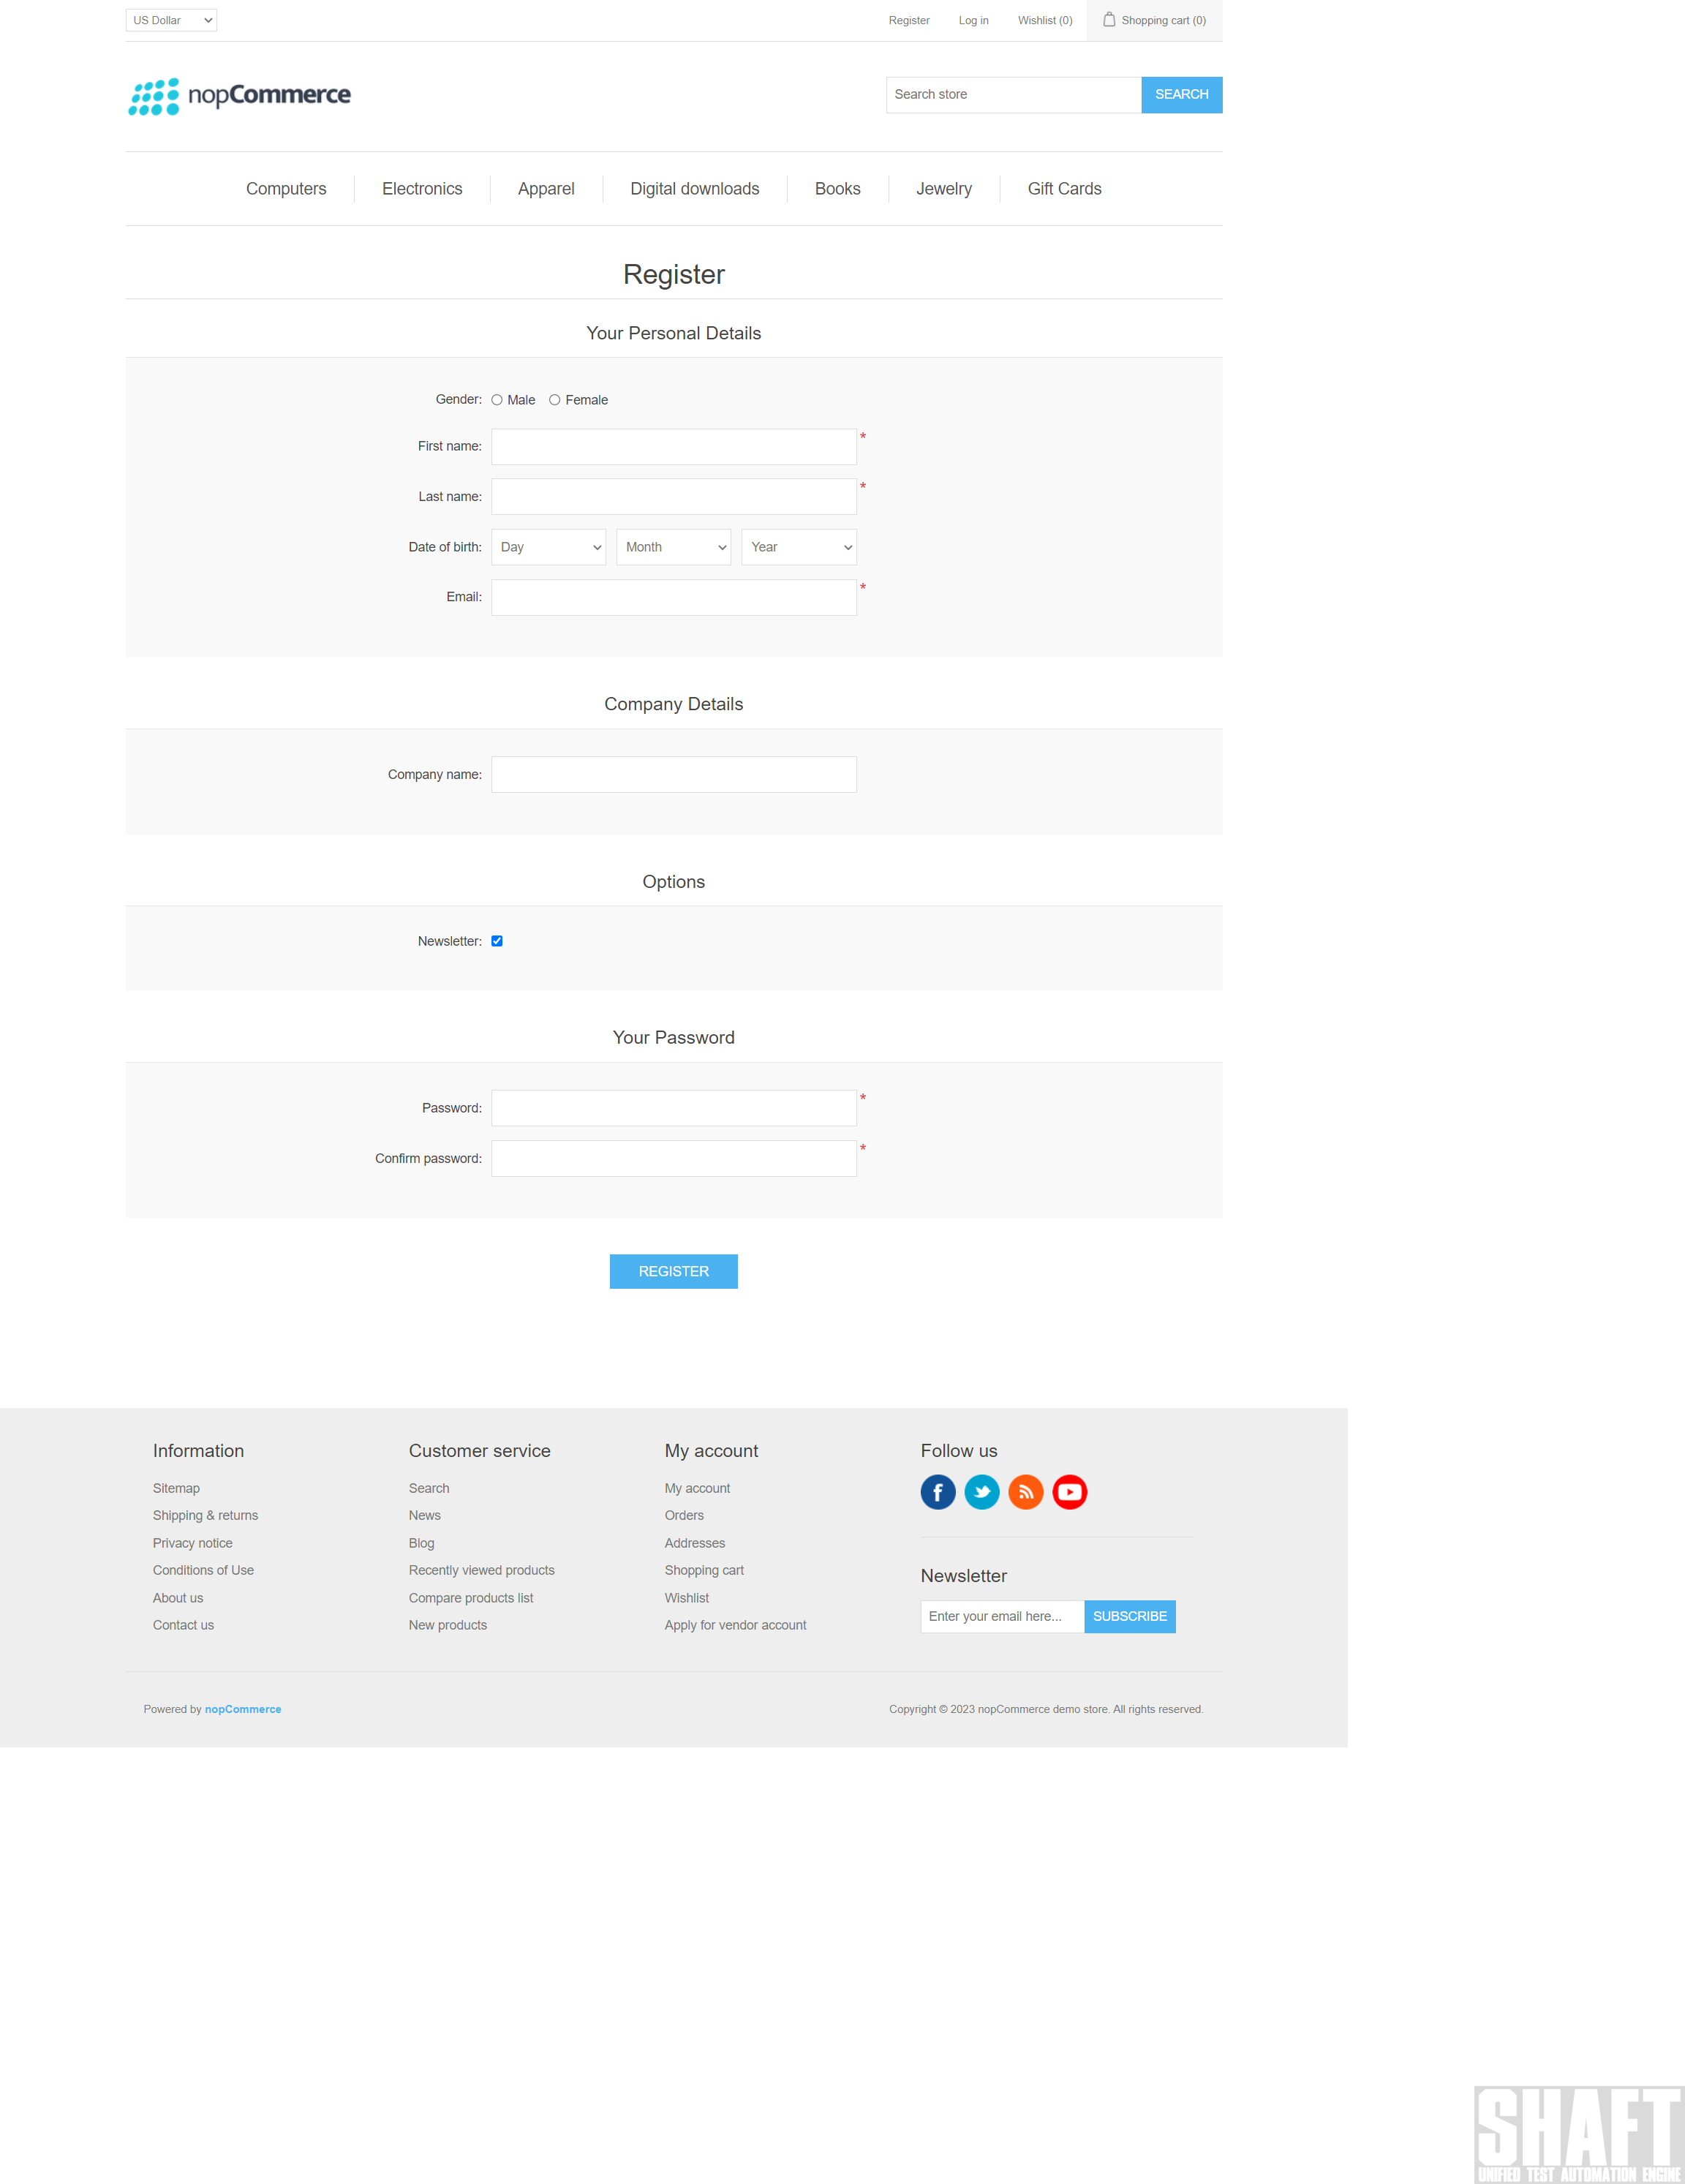 US Dollar
Register Log in Wishlist (0) Shopping cart (0)
nopCommerce
Search store SEARCH
Computers Electronics Apparel Digital downloads Books Jewelry Gift Cards
Register
Your Personal Details
Gender: Male Female
First name: *
Last name: *
Date of birth: Day Month Year
Email: *
Company Details
Company name:
Options
Newsletter:
Your Password
Password: *
Confirm password: *
REGISTER
Information
Sitemap
Shipping & returns
Privacy notice
Conditions of Use
About us
Contact us
Customer service
Search
News
Blog
Recently viewed products
Compare products list
New products
My account
My account
Orders
Addresses
Shopping cart
Wishlist
Apply for vendor account
Follow us
Newsletter
Enter your email here... SUBSCRIBE
Powered by nopCommerce
Copyright © 2023 nopCommerce demo store. All rights reserved.
SHAFT
UNIFIED TEST AUTOMATION ENGINE